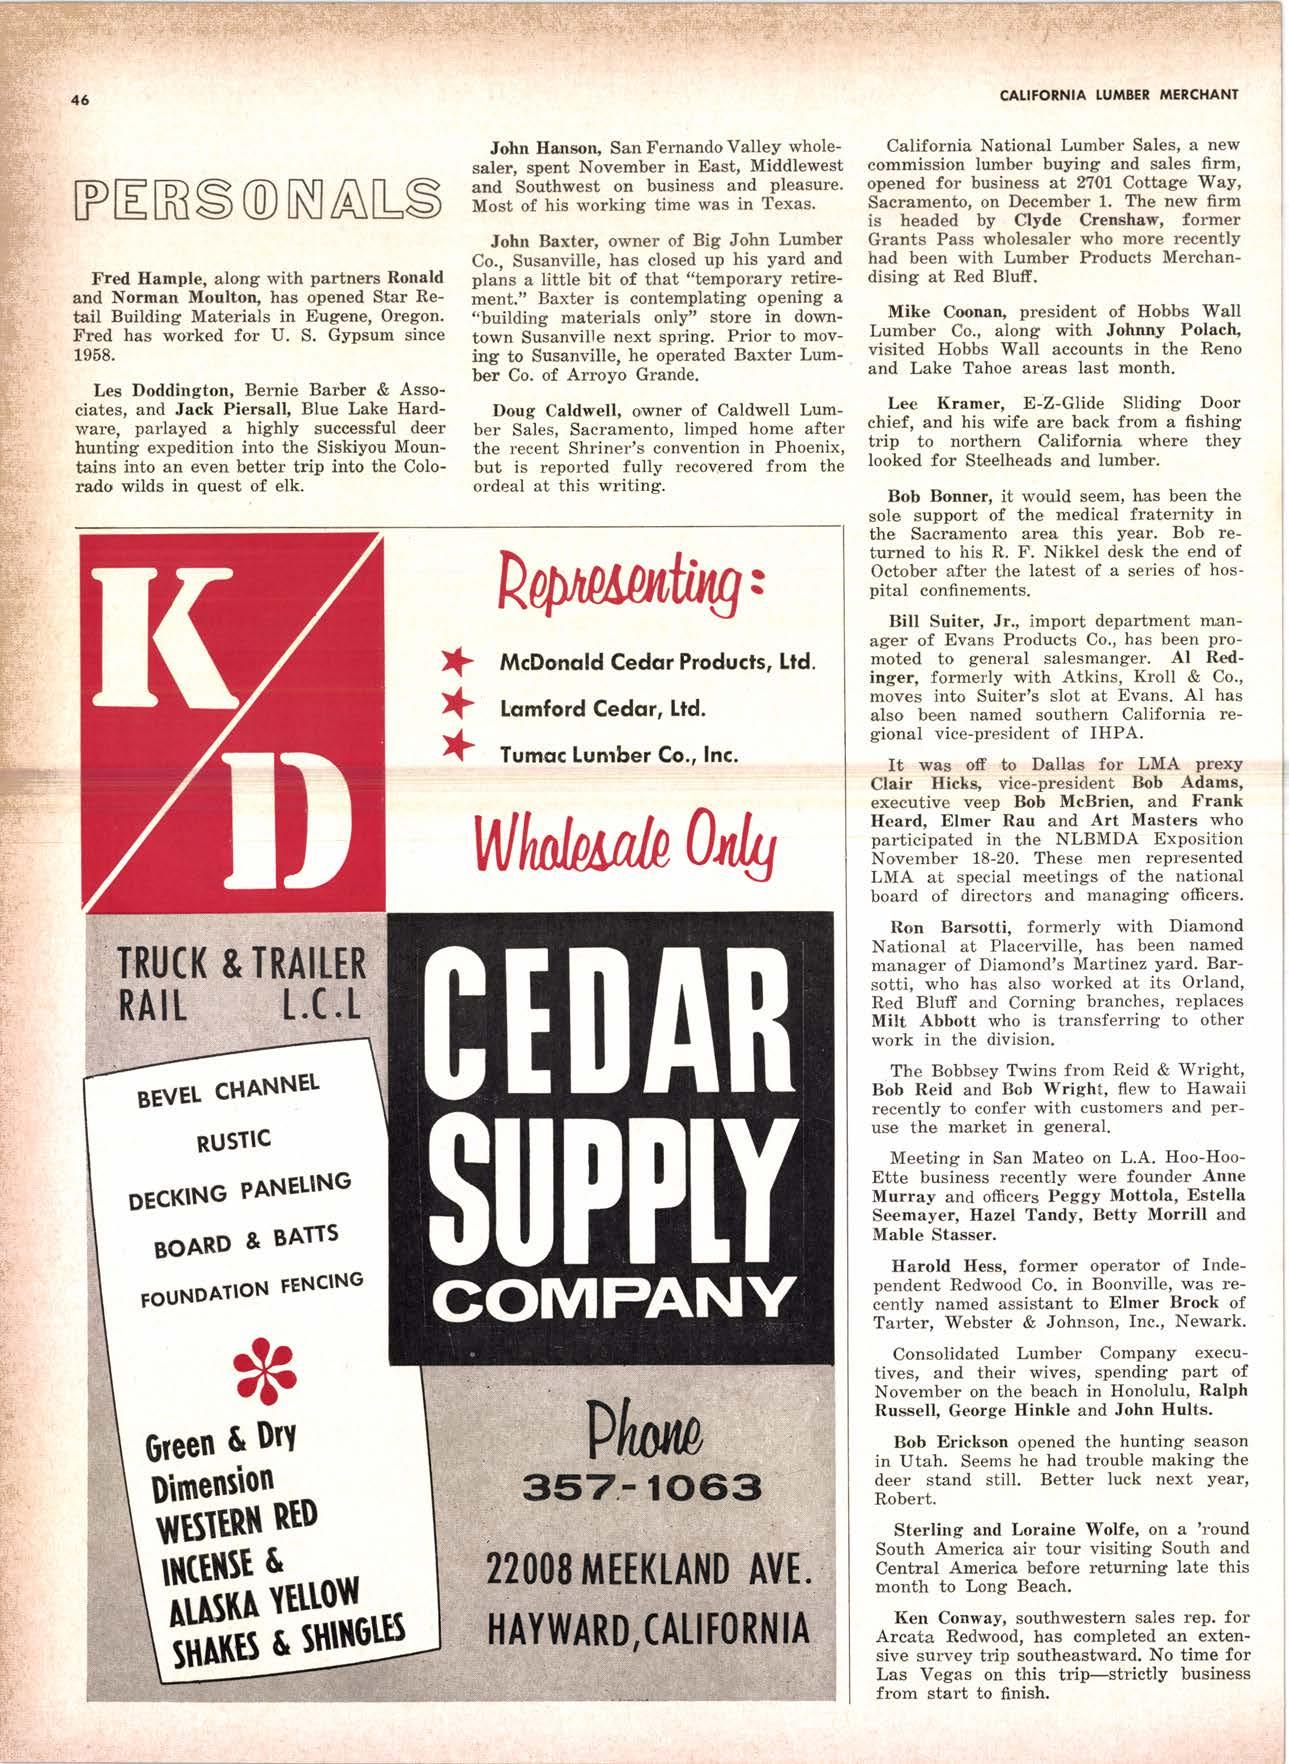 46
CALIFORNIA LUMBER MERCHANT
PERSONALS
Fred Hample, along with partners Ronald
and Norman Moulton, has opened Star Re-
tail Building Materials in Eugene, Oregon.
Fred has worked for U. S. Gypsum since
1958.
Les Doddington, Bernie Barber & Asso-
ciates, and Jack Piersall, Blue Lake Hard-
ware, parlayed a highly successful deer
hunting expedition into the Siskiyou Moun-
tains into an even better trip into the Colo-
rado wilds in quest of elk.
John Hanson, San Fernando Valley whole-
saler, spent November in East, Middlewest
and Southwest on business and pleasure.
Most of his working time was in Texas.
John Baxter, owner of Big John Lumber
Co., Susanville, has closed up his yard and
plans a little bit of that “temporary retire-
ment.” Baxter is contemplating opening a
“building materials only” store in down-
town Susanville next spring. Prior to mov-
ing to Susanville, he operated Baxter Lum-
ber Co. of Arroyo Grande.
Doug Caldwell, owner of Caldwell Lum-
ber Sales, Sacramento, limped home after
the recent Shriner's convention in Phoenix,
but is reported fully recovered from the
ordeal at this writing.
California National Lumber Sales, a new
commission lumber buying and sales firm,
opened for business at 2701 Cottage Way,
Sacramento, on December 1. The new firm
is headed by Clyde Crenshaw, former
Grants Pass wholesaler who more recently
had been with Lumber Products Merchan-
dising at Red Bluff.
Mike Coonan, president of Hobbs Wall
Lumber Co., along with Johnny Polach,
visited Hobbs Wall accounts in the Reno
and Lake Tahoe areas last month.
Lee Kramer, E-Z-Glide Sliding Door
chief, and his wife are back from a fishing
trip to northern California where they
looked for Steelheads and lumber.
Bob Bonner, it would seem, has been the
sole support of the medical fraternity in
the Sacramento area this year. Bob re-
turned to his R. F. Nikkel desk the end of
October after the latest of a series of hos-
pital confinements.
Bill Suiter, Jr., import department man-
ager of Evans Products Co., has been pro-
moted to general salesmanger. Al Red-
inger, formerly with Atkins, Kroll & Co.,
moves into Suiter's slot at Evans. Al has
also been named southern California re-
gional vice-president of IHPA.
It was off to Dallas for LMA prexy
Clair Hicks, vice-president Bob Adams,
executive veep Bob McBrien, and Frank
Heard, Elmer Rau and Art Masters who
participated in the NLBMDA Exposition
November 18-20. These men represented
LMA at special meetings of the national
board of directors and managing officers.
Ron Barsotti, formerly with Diamond
National at Placerville, has been named
manager of Diamond's Martinez yard. Bar-
sotti, who has also worked at its Orland,
Red Bluff and Corning branches, replaces
Milt Abbott who is transferring to other
work in the division.
The Bobbsey Twins from Reid & Wright,
Bob Reid and Bob Wright, flew to Hawaii
recently to confer with customers and per-
use the market in general.
Meeting in San Mateo on L.A. Hoo-Hoo-
Ette business recently were founder Anne
Murray and officers Peggy Mottola, Estella
Seemayer, Hazel Tandy, Betty Morrill and
Mable Stasser.
Harold Hess, former operator of Inde-
pendent Redwood Co. in Boonville, was re-
cently named assistant to Elmer Brock of
Tarter, Webster & Johnson, Inc., Newark.
Consolidated Lumber Company execu-
tives, and their wives, spending part of
November on the beach in Honolulu, Ralph
Russell, George Hinkle and John Hults.
Bob Erickson opened the hunting season
in Utah. Seems he had trouble making the
deer stand still. Better luck next year,
Robert.
Sterling and Loraine Wolfe, on a 'round
South America air tour visiting South and
Central America before returning late this
month to Long Beach.
Ken Conway, southwestern sales rep. for
Arcata Redwood, has completed an exten-
sive survey trip southeastward. No time for
Las Vegas on this trip—strictly business
from start to finish.
K/D
Representing:
McDonald Cedar Products, Ltd.
Lamford Cedar, Ltd.
Tumac Lumber Co., Inc.
Wholesale Only
TRUCK & TRAILER
RAIL L.C.L
BEVEL CHANNEL
RUSTIC
DECKING PANELING
BOARD & BATTS
FOUNDATION FENCING
Green & Dry
Dimension
WESTERN RED
INCENSE &
ALASKA YELLOW
SHAKES & SHINGLES
CEDAR
SUPPLY
COMPANY
Phone
357-1063
22008 MEEKLAND AVE.
HAYWARD, CALIFORNIA